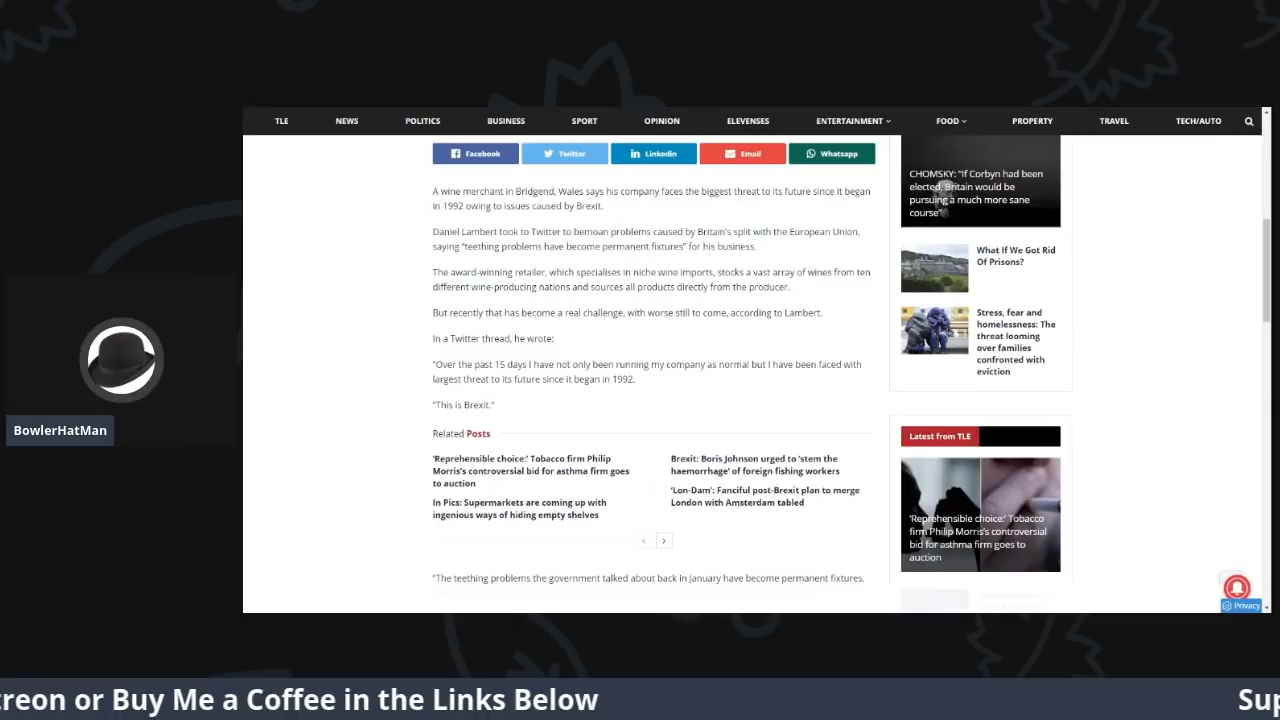 TLE NEWS POLITICS BUSINESS SPORT OPINION ELEVENSES ENTERTAINMENT FOOD PROPERTY TRAVEL TECH/AUTO
Facebook Twitter Linkedin Email Whatsapp
A wine merchant in Bridgend, Wales says his company faces the biggest threat to its future since it began
in 1992 owing to issues caused by Brexit.
Daniel Lambert took to Twitter to bemoan problems caused by Britain's split with the European Union,
saying "teething problems have become permanent fixtures" for his business.
The award-winning retailer, which specialises in niche wine imports, stocks a vast array of wines from ten
different wine-producing nations and sources all products directly from the producer.
But recently that has become a real challenge, with worse still to come, according to Lambert.
In a Twitter thread, he wrote:
"Over the past 15 days I have not only been running my company as normal but I have been faced with
largest threat to its future since it began in 1992.
"This is Brexit."
Related Posts
'Reprehensible choice:' Tobacco firm Philip
Morris's controversial bid for asthma firm goes
to auction
In Pics: Supermarkets are coming up with
ingenious ways of hiding empty shelves
Brexit: Boris Johnson urged to 'stem the
haemorrhage' of foreign fishing workers
'Lon-Dam': Fanciful post-Brexit plan to merge
London with Amsterdam tabled
"The teething problems the government talked about back in January have become permanent fixtures,
CHOMSKY: "If Corbyn had been
elected, Britain would be
pursuing a much more sane
course"
What If We Got Rid
Of Prisons?
Stress, fear and
homelessness: The
threat looming
over families
confronted with
eviction
Latest from TLE
'Reprehensible choice:' Tobacco
firm Philip Morris's controversial
bid for asthma firm goes to
auction
Privacy
BowlerHatMan
treon or Buy Me a Coffee in the Links Below
Sup